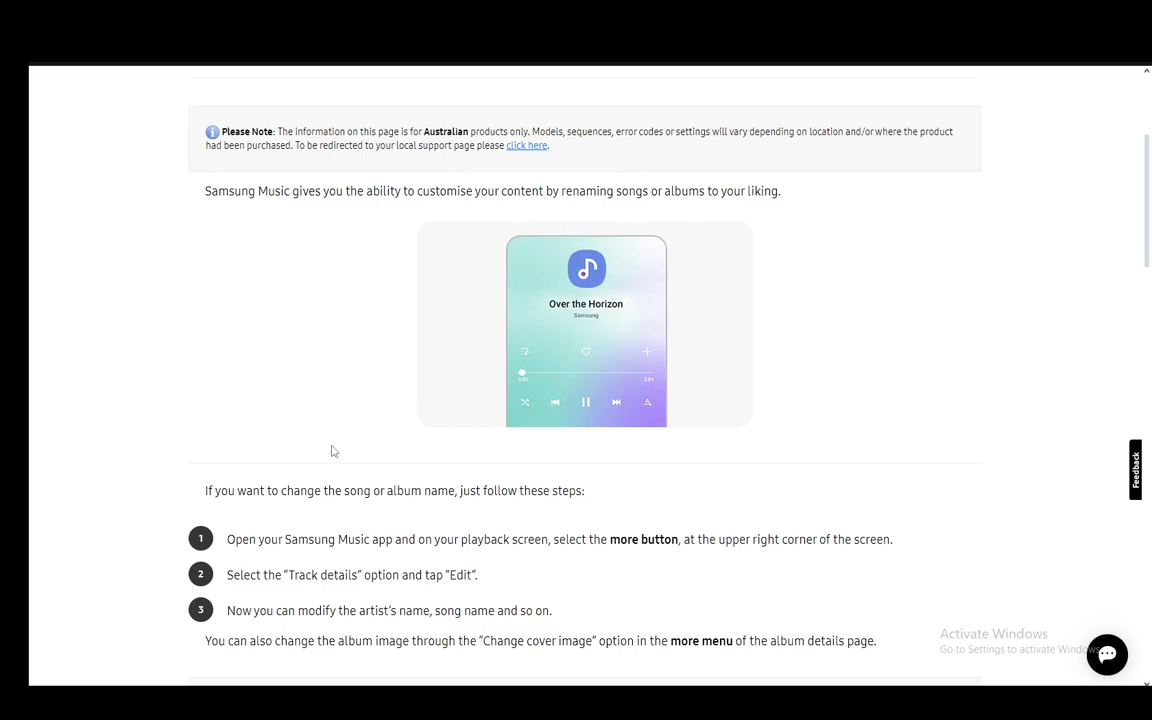 Please Note: The information on this page is for Australian products only. Models, sequences, error codes or settings will vary depending on location and/or where the product
had been purchased. To be redirected to your local support page please click here.
Samsung Music gives you the ability to customise your content by renaming songs or albums to your liking.
Over the Horizon
Samsung
3:04
If you want to change the song or album name, just follow these steps:
1 Open your Samsung Music app and on your playback screen, select the more button, at the upper right corner of the screen.
2 Select the “Track details” option and tap “Edit”.
3 Now you can modify the artist’s name, song name and so on.
You can also change the album image through the “Change cover image” option in the more menu of the album details page.
Feedback
Activate Windows
Go to Settings to activate Windows